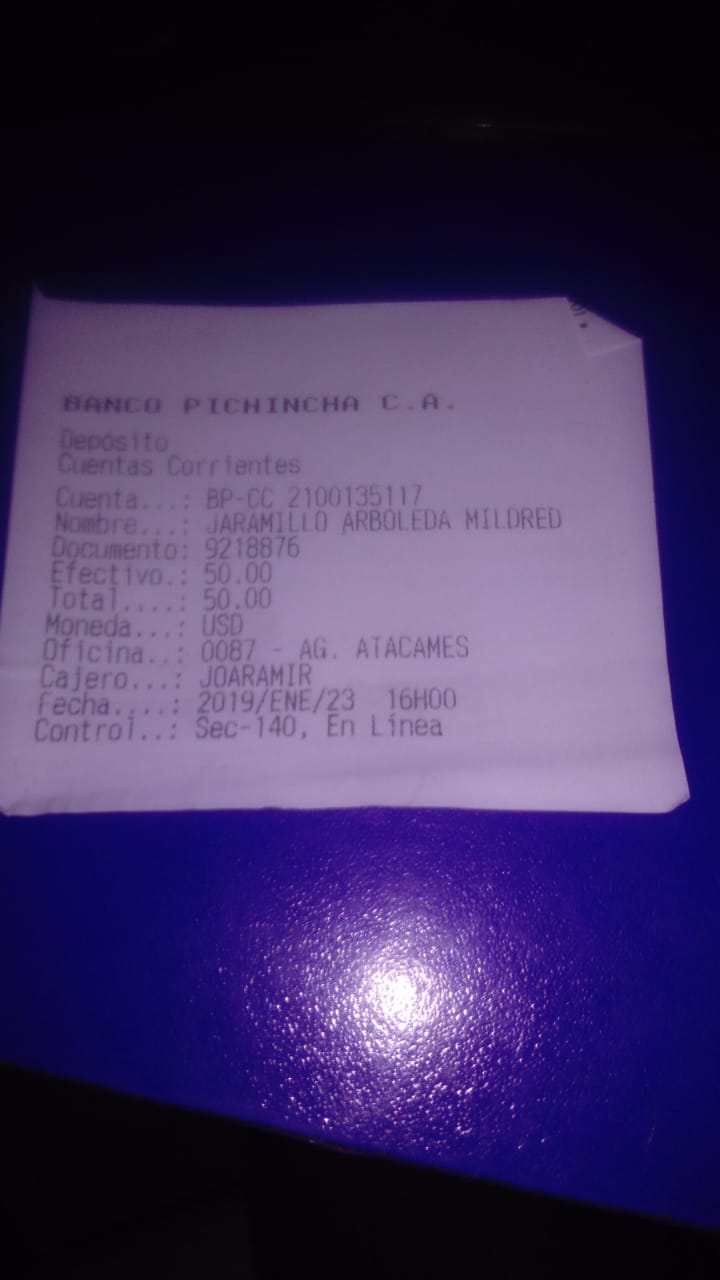 BANCO PICHINCHA C.A.
Depósito
Cuentas Corrientes
Cuenta...: BP-CC 2100135117
Nombre...: JARAMILLO ARBOLEDA MILDRED
Documento: 9218876
Efectivo.: 50.00
Total....: 50.00
Moneda...: USD
Oficina..: 0087 - AG. ATACAMES
Cajero...: JOARAMIR
Fecha....: 2019/ENE/23 16H00
Control..: Sec-140, En Línea